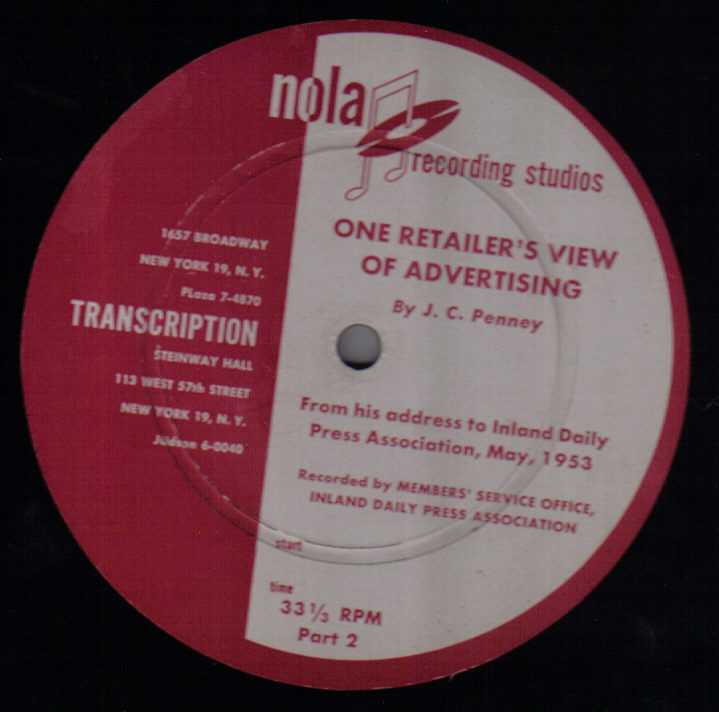 nola
recording studios
1657 BROADWAY
NEW YORK 19, N. Y.
PLaza 7-4870
TRANSCRIPTION
STEINWAY HALL
113 WEST 57th STREET
NEW YORK 19, N. Y.
JUdson 6-0040
ONE RETAILER'S VIEW
OF ADVERTISING
By J. C. Penney
From his address to Inland Daily
Press Association, May, 1953
Recorded by MEMBERS' SERVICE OFFICE,
INLAND DAILY PRESS ASSOCIATION
start
time
33 1/3 RPM
Part 2